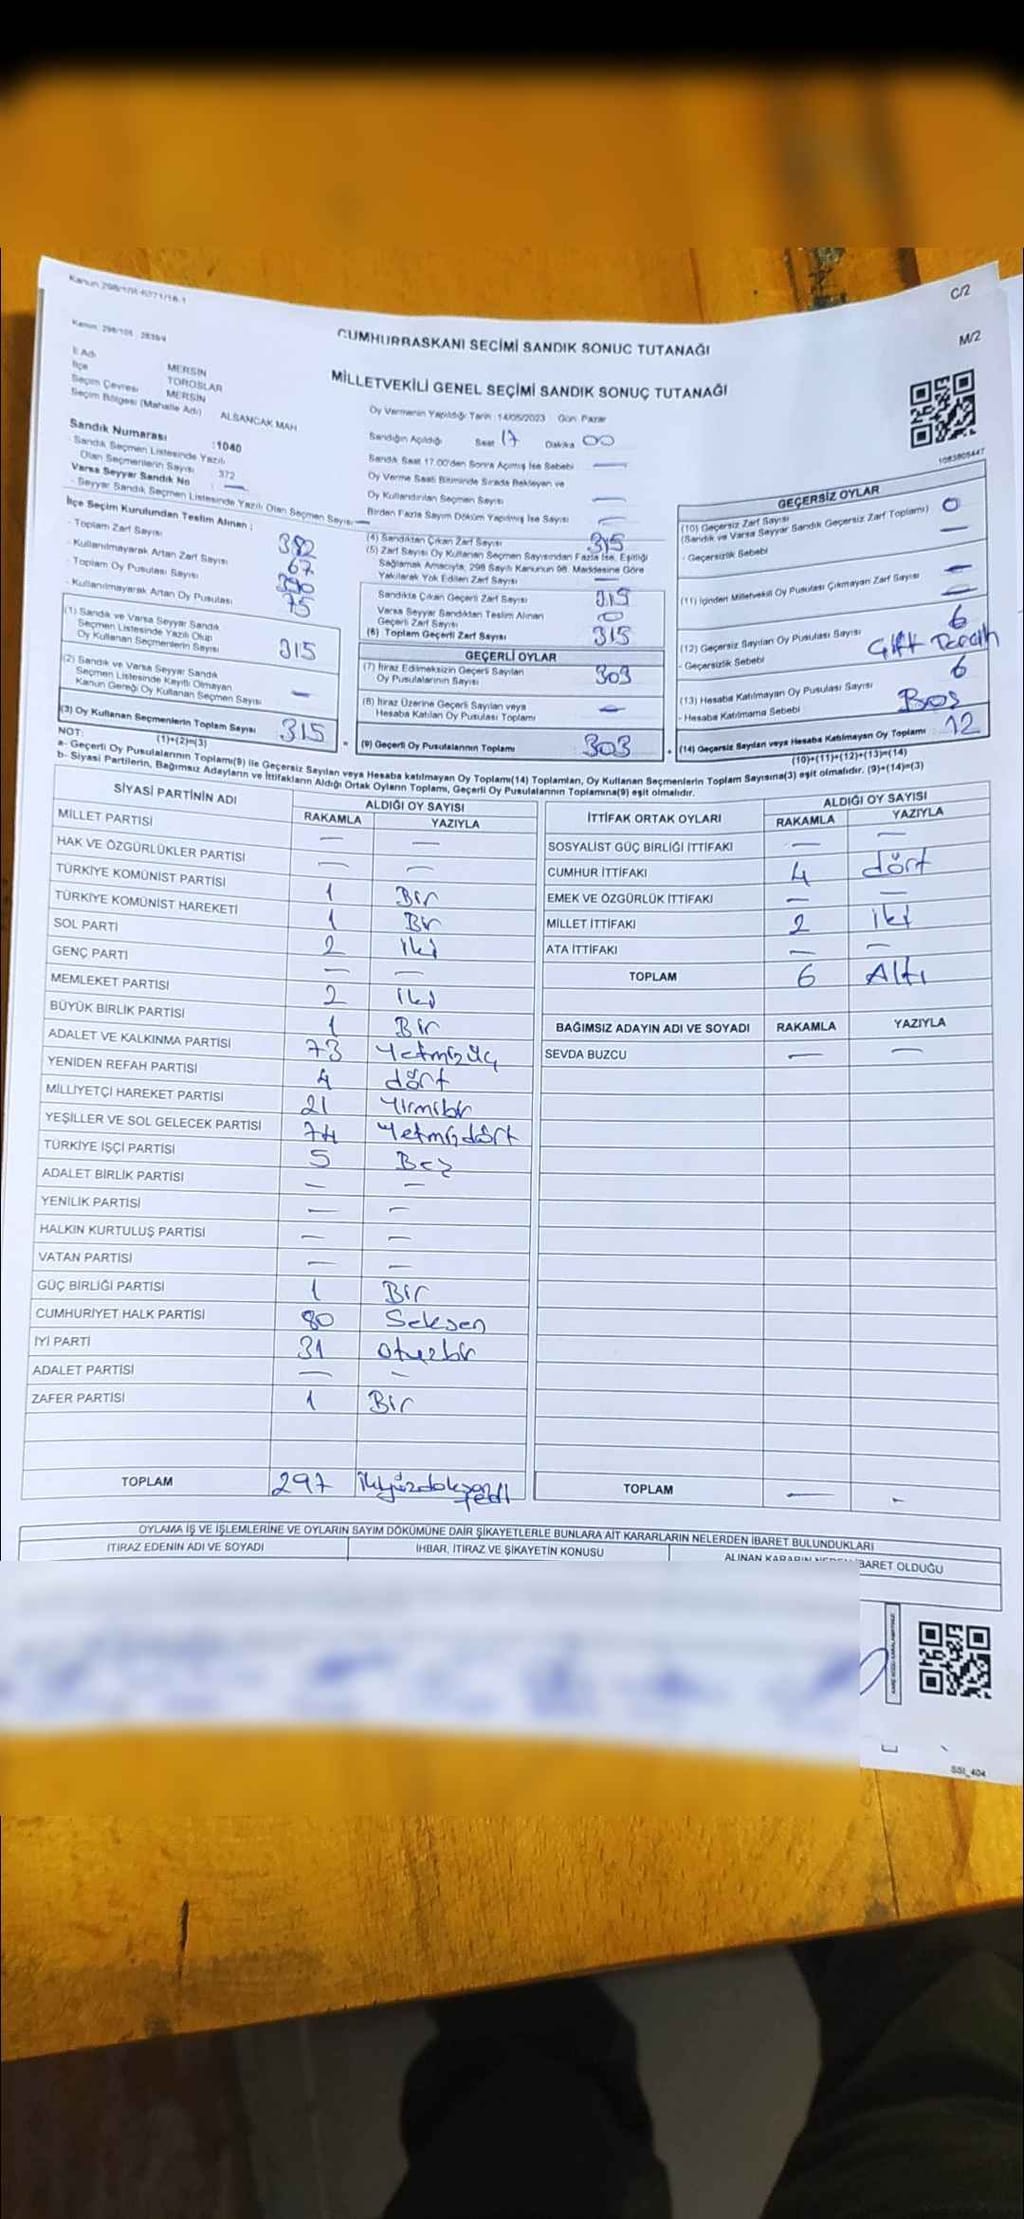 Kanun 298/108-6271/18-1
C/2
CUMHURBAŞKANI SEÇİMİ SANDIK SONUÇ TUTANAĞI
Kanun: 298/105 - 2839/4
M/2
MİLLETVEKİLİ GENEL SEÇİMİ SANDIK SONUÇ TUTANAĞI
İl Adı MERSİN
İlçe TOROSLAR
Seçim Çevresi MERSİN
Seçim Bölgesi (Mahalle Adı) ALSANCAK MAH
Sandık Numarası :1040
- Sandık Seçmen Listesinde Yazılı
Olan Seçmenlerin Sayısı 372
Varsa Seyyar Sandık No : —
- Seyyar Sandık Seçmen Listesinde Yazılı Olan Seçmen Sayısı —
Oy Vermenin Yapıldığı Tarih :14/05/2023 Gün: Pazar
Sandığın Açıldığı Saat 17 Dakika 00
Sandık Saat 17.00'den Sonra Açılmış İse Sebebi —
Oy Verme Saati Bitiminde Sırada Bekleyen ve
Oy Kullandırılan Seçmen Sayısı —
Birden Fazla Sayım Döküm Yapılmış İse Sayısı —
1083805447
İlçe Seçim Kurulundan Teslim Alınan :
- Toplam Zarf Sayısı 382
- Kullanılmayarak Artan Zarf Sayısı 67
- Toplam Oy Pusulası Sayısı 390
- Kullanılmayarak Artan Oy Pusulası 75
(1) Sandık ve Varsa Seyyar Sandık
Seçmen Listesinde Yazılı Olup
Oy Kullanan Seçmenlerin Sayısı 315
(2) Sandık ve Varsa Seyyar Sandık
Seçmen Listesinde Kayıtlı Olmayan
Kanun Gereği Oy Kullanan Seçmen Sayısı —
(3) Oy Kullanan Seçmenlerin Toplam Sayısı 315
(1)+(2)=(3)
(4) Sandıktan Çıkan Zarf Sayısı 315
(5) Zarf Sayısı Oy Kullanan Seçmen Sayısından Fazla İse, Eşitliği
Sağlamak Amacıyla, 298 Sayılı Kanunun 98. Maddesine Göre
Yakılarak Yok Edilen Zarf Sayısı —
Sandıkta Çıkan Geçerli Zarf Sayısı 315
Varsa Seyyar Sandıktan Teslim Alınan
Geçerli Zarf Sayısı 0
(6) Toplam Geçerli Zarf Sayısı 315
GEÇERLİ OYLAR
(7) İtiraz Edilmeksizin Geçerli Sayılan
Oy Pusulalarının Sayısı 303
(8) İtiraz Üzerine Geçerli Sayılan veya
Hesaba Katılan Oy Pusulası Toplamı —
(9) Geçerli Oy Pusulalarının Toplamı 303
GEÇERSİZ OYLAR
(10) Geçersiz Zarf Sayısı 0
(Sandık ve Varsa Seyyar Sandık Geçersiz Zarf Toplamı)
- Geçersizlik Sebebi —
(11) İçinden Milletvekili Oy Pusulası Çıkmayan Zarf Sayısı —
(12) Geçersiz Sayılan Oy Pusulası Sayısı 6
- Geçersizlik Sebebi Çift Tercih
(13) Hesaba Katılmayan Oy Pusulası Sayısı 6
- Hesaba Katılmama Sebebi Boş
(14) Geçersiz Sayılan veya Hesaba Katılmayan Oy Toplamı 12
(10)+(11)+(12)+(13)=(14)
NOT:
a- Geçerli Oy Pusulalarının Toplamı(9) ile Geçersiz Sayılan veya Hesaba katılmayan Oy Toplamı(14) Toplamları, Oy Kullanan Seçmenlerin Toplam Sayısına(3) eşit olmalıdır. (9)+(14)=(3)
b- Siyasi Partilerin, Bağımsız Adayların ve İttifakların Aldığı Ortak Oyların Toplamı, Geçerli Oy Pusulalarının Toplamına(9) eşit olmalıdır.
SİYASİ PARTİNİN ADI ALDIĞI OY SAYISI
RAKAMLA YAZIYLA
MİLLET PARTİSİ — —
HAK VE ÖZGÜRLÜKLER PARTİSİ — —
TÜRKİYE KOMÜNİST PARTİSİ 1 Bir
TÜRKİYE KOMÜNİST HAREKETİ 1 Bir
SOL PARTİ 2 iki
GENÇ PARTİ — —
MEMLEKET PARTİSİ 2 iki
BÜYÜK BİRLİK PARTİSİ 1 Bir
ADALET VE KALKINMA PARTİSİ 73 Yetmişüç
YENİDEN REFAH PARTİSİ 4 dört
MİLLİYETÇİ HAREKET PARTİSİ 21 Yirmibir
YEŞİLLER VE SOL GELECEK PARTİSİ 74 Yetmişdört
TÜRKİYE İŞÇİ PARTİSİ 5 Beş
ADALET BİRLİK PARTİSİ — —
YENİLİK PARTİSİ — —
HALKIN KURTULUŞ PARTİSİ — —
VATAN PARTİSİ — —
GÜÇ BİRLİĞİ PARTİSİ 1 Bir
CUMHURİYET HALK PARTİSİ 80 Seksen
İYİ PARTİ 31 otuzbir
ADALET PARTİSİ — —
ZAFER PARTİSİ 1 Bir
TOPLAM 297 ikiyüzdoksanyedi
İTTİFAK ORTAK OYLARI ALDIĞI OY SAYISI
RAKAMLA YAZIYLA
SOSYALİST GÜÇ BİRLİĞİ İTTİFAKI — —
CUMHUR İTTİFAKI 4 dört
EMEK VE ÖZGÜRLÜK İTTİFAKI — —
MİLLET İTTİFAKI 2 iki
ATA İTTİFAKI — —
TOPLAM 6 Altı
BAĞIMSIZ ADAYIN ADI VE SOYADI RAKAMLA YAZIYLA
SEVDA BUZCU — —
TOPLAM — -
OYLAMA İŞ VE İŞLEMLERİNE VE OYLARIN SAYIM DÖKÜMÜNE DAİR ŞİKAYETLERLE BUNLARA AİT KARARLARIN NELERDEN İBARET BULUNDUKLARI
İTİRAZ EDENİN ADI VE SOYADI
İHBAR, İTİRAZ VE ŞİKAYETİN KONUSU
ALINAN KARARIN NEDEN İBARET OLDUĞU
SSI_404